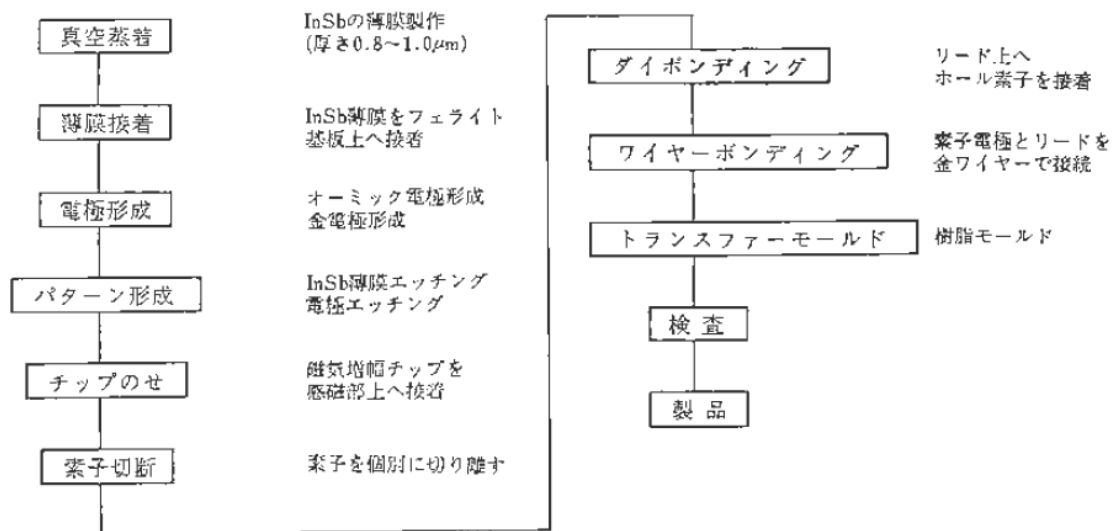 真空蒸着
InSbの薄膜製作
(厚さ0.8~1.0μm)
薄膜接着
InSb薄膜をフェライト
基板上へ接着
電極形成
オーミック電極形成
金電極形成
パターン形成
InSb薄膜エッチング
電極エッチング
チップのせ
磁気増幅チップを
感磁部上へ接着
素子切断
素子を個別に切り離す
ダイボンディング
リード上へ
ホール素子を接着
ワイヤーボンディング
素子電極とリードを
金ワイヤーで接続
トランスファーモールド
樹脂モールド
検査
製品